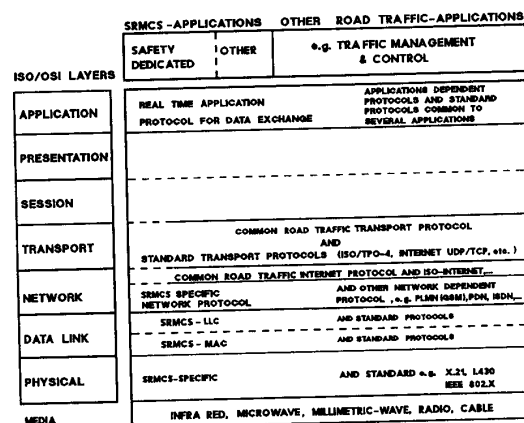 SRMCS-APPLICATIONS OTHER ROAD TRAFFIC-APPLICATIONS
SAFETY DEDICATED
OTHER
e.g. TRAFFIC MANAGEMENT
& CONTROL
ISO/OSI LAYERS
APPLICATION
REAL TIME APPLICATION
PROTOCOL FOR DATA EXCHANGE
APPLICATIONS DEPENDENT
PROTOCOLS AND STANDARD
PROTOCOLS COMMON TO
SEVERAL APPLICATIONS
PRESENTATION
SESSION
TRANSPORT
COMMON ROAD TRAFFIC TRANSPORT PROTOCOL
AND
STANDARD TRANSPORT PROTOCOLS (ISO/TPO-4, INTERNET UDP/TCP, etc. )
COMMON ROAD TRAFFIC INTERNET PROTOCOL AND ISO-INTERNET,...
NETWORK
SRMCS SPECIFIC
NETWORK PROTOCOL
AND OTHER NETWORK DEPENDENT
PROTOCOL , e.g. PLMN (GSM),PDN, ISDN,...
DATA LINK
SRMCS - LLC
AND STANDARD PROTOCOLS
SRMCS - MAC
AND STANDARD PROTOCOLS
PHYSICAL
SRMCS-SPECIFIC
AND STANDARD e.g. X.21, I.430
IEEE 802.X
MEDIA
INFRA RED, MICROWAVE, MILLIMETRIC-WAVE, RADIO, CABLE